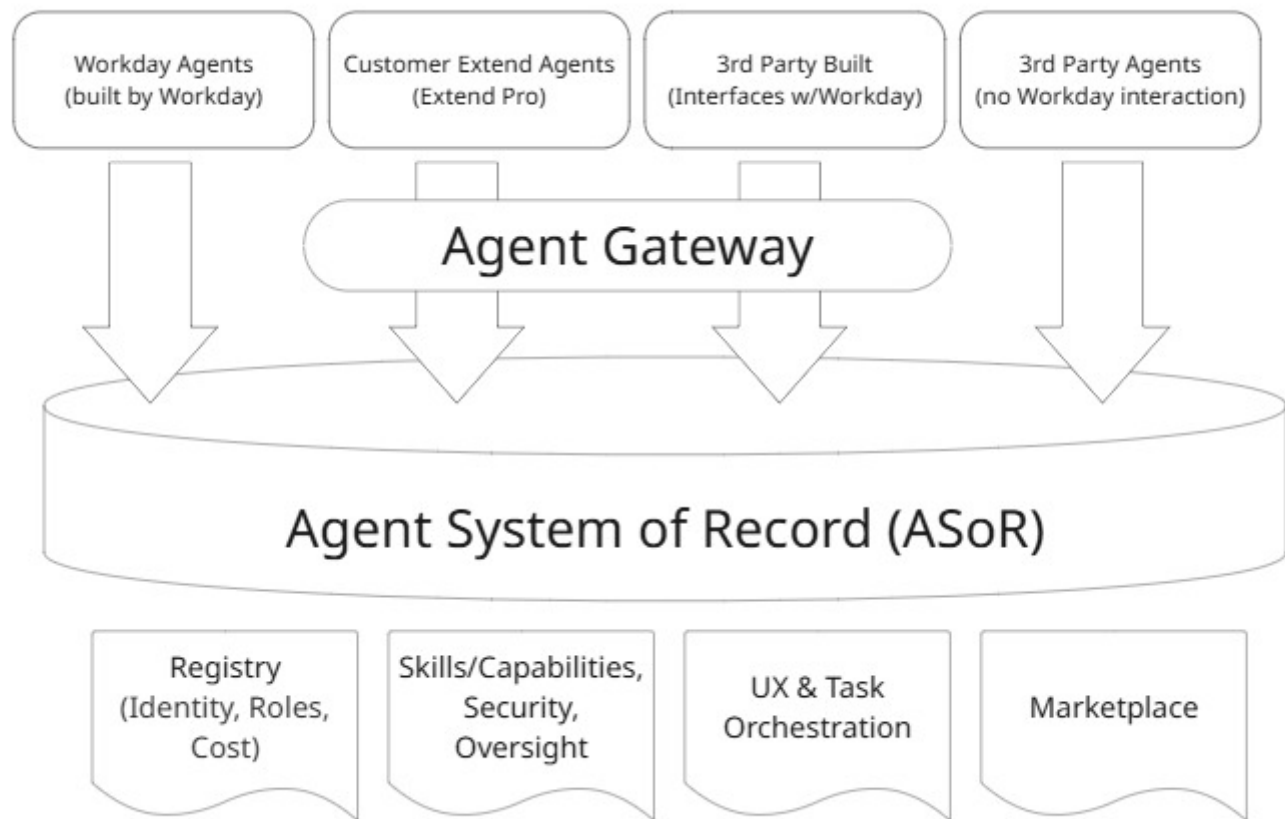 Workday Agents
(built by Workday)
Customer Extend Agents
(Extend Pro)
3rd Party Built
(Interfaces w/Workday)
3rd Party Agents
(no Workday interaction)
Agent Gateway
Agent System of Record (ASoR)
Registry
(Identity, Roles,
Cost)
Skills/Capabilities,
Security,
Oversight
UX & Task
Orchestration
Marketplace